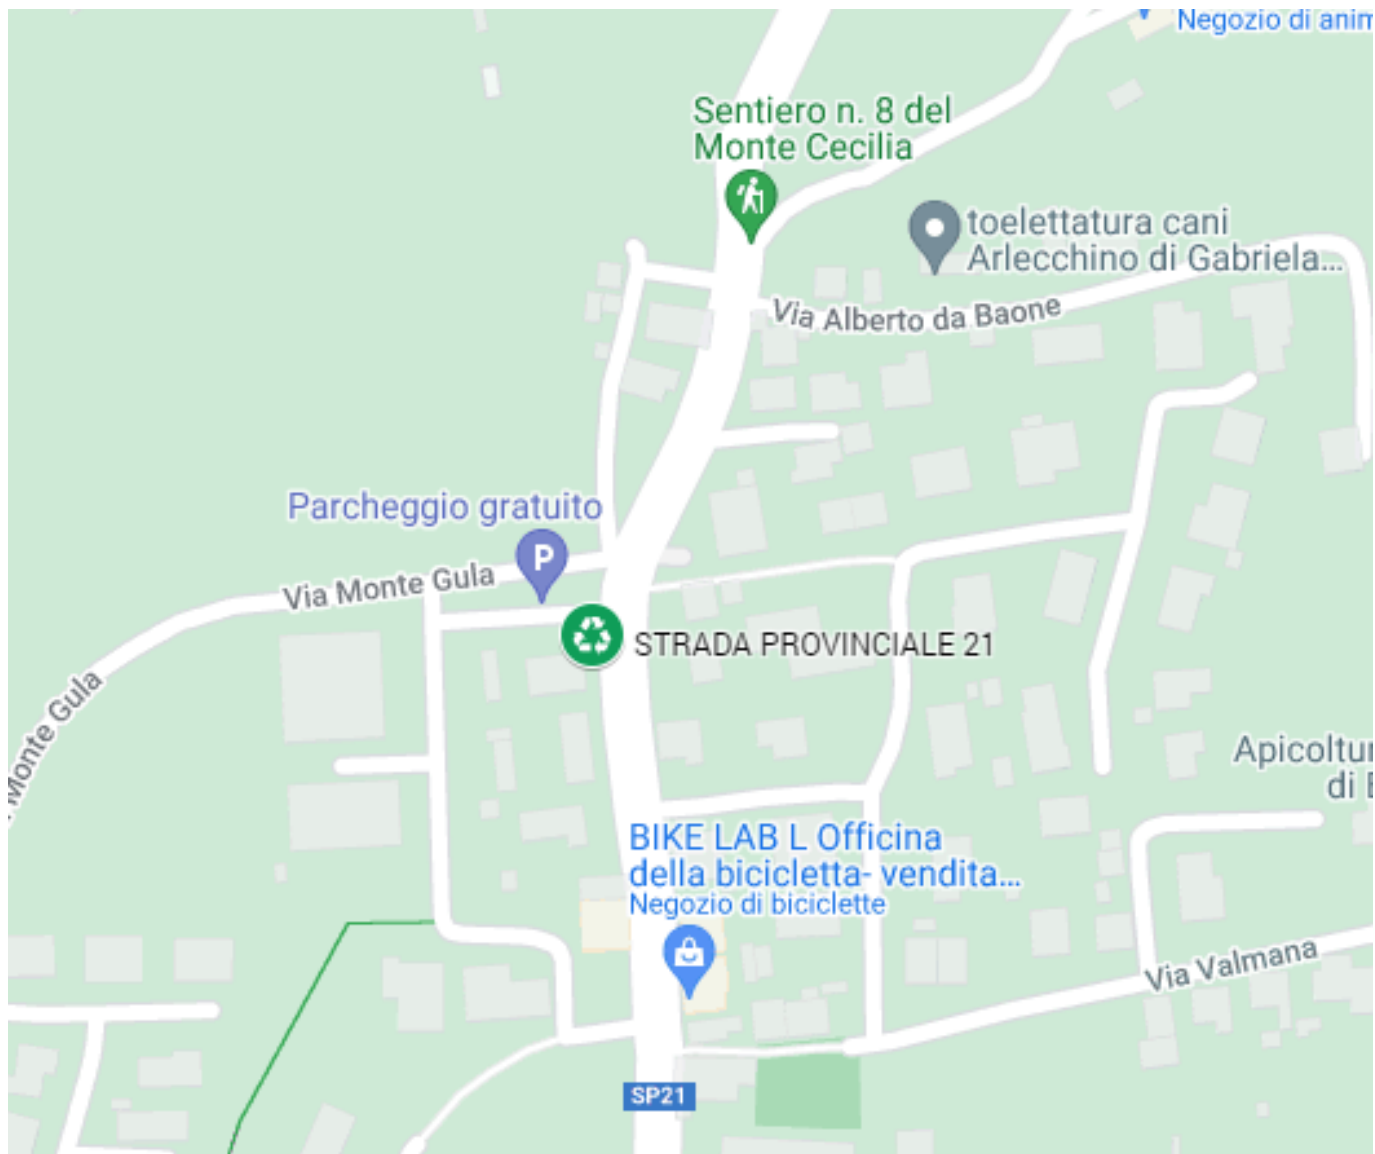 Negozio di anim
Sentiero n. 8 del
Monte Cecilia
toelettatura cani
Arlecchino di Gabriela...
Via Alberto da Baone
Parcheggio gratuito
P
Via Monte Gula
STRADA PROVINCIALE 21
Monte Gula
Apicoltur
di
BIKE LAB L Officina
della bicicletta- vendita...
Negozio di biciclette
Via Valmana
SP21